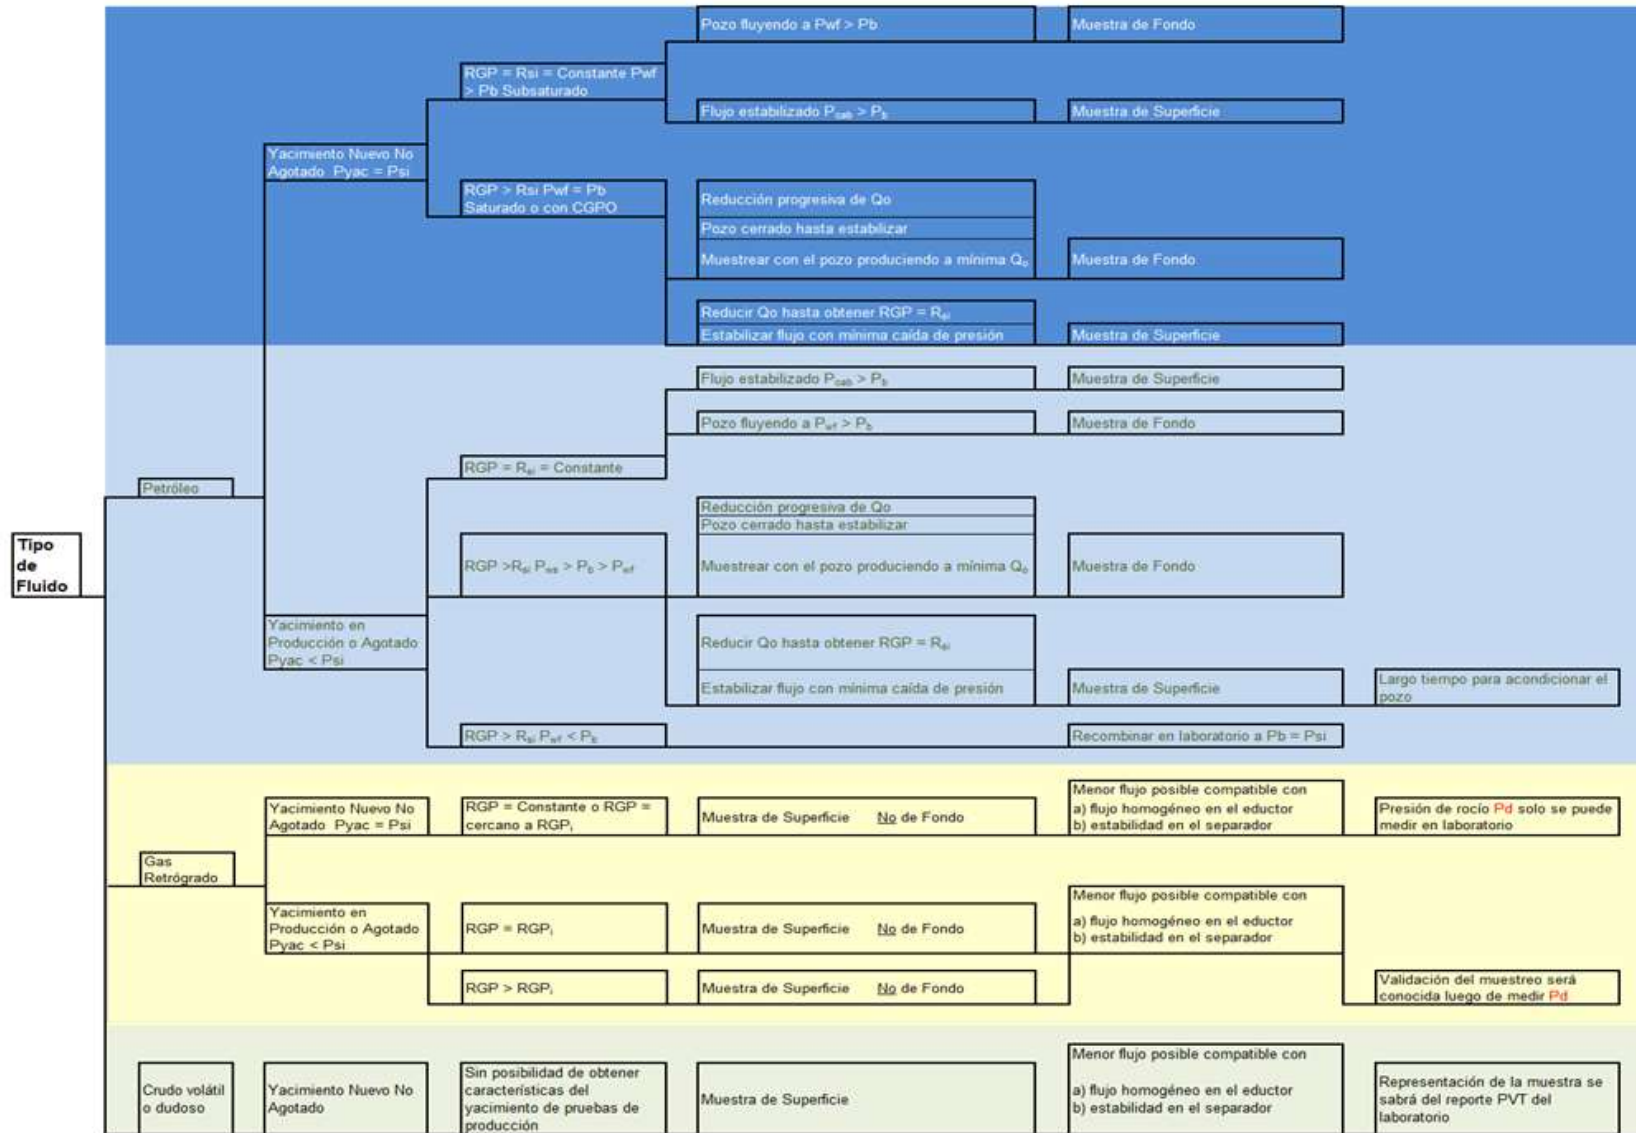 Pozo fluyendo a Pwf > Pb
Muestra de Fondo
RGP = Rsi = Constante Pwf
> Pb Subsaturado
Flujo estabilizado Pcab > Pb
Muestra de Superficie
Yacimiento Nuevo No
Agotado Pyac = Psi
RGP > Rsi Pwf = Pb
Saturado o con CGPO
Reducción progresiva de Qo
Pozo cerrado hasta estabilizar
Muestrear con el pozo produciendo a mínima Qo
Muestra de Fondo
Reducir Qo hasta obtener RGP = Rsi
Estabilizar flujo con mínima caída de presión
Muestra de Superficie
Flujo estabilizado Pcab > Pb
Muestra de Superficie
Pozo fluyendo a Pwf > Pb
Muestra de Fondo
RGP = Rsi = Constante
Petróleo
Reducción progresiva de Qo
Pozo cerrado hasta estabilizar
Tipo
de
Fluido
RGP >Rsi Pws > Pb > Pwf
Muestrear con el pozo produciendo a mínima Qo
Muestra de Fondo
Yacimiento en
Producción o Agotado
Pyac < Psi
Reducir Qo hasta obtener RGP = Rsi
Estabilizar flujo con mínima caída de presión
Muestra de Superficie
Largo tiempo para acondicionar el
pozo
RGP > Rsi Pwf < Pb
Recombinar en laboratorio a Pb = Psi
Yacimiento Nuevo No
Agotado Pyac = Psi
RGP = Constante o RGP =
cercano a RGPi
Muestra de Superficie No de Fondo
Menor flujo posible compatible con
a) flujo homogéneo en el eductor
b) estabilidad en el separador
Presión de rocío Pd solo se puede
medir en laboratorio
Gas
Retrógrado
Yacimiento en
Producción o Agotado
Pyac < Psi
RGP = RGPi
Muestra de Superficie No de Fondo
Menor flujo posible compatible con
a) flujo homogéneo en el eductor
b) estabilidad en el separador
RGP > RGPi
Muestra de Superficie No de Fondo
Validación del muestreo será
conocida luego de medir Pd
Crudo volátil
o dudoso
Yacimiento Nuevo No
Agotado
Sin posibilidad de obtener
características del
yacimiento de pruebas de
producción
Muestra de Superficie
Menor flujo posible compatible con
a) flujo homogéneo en el eductor
b) estabilidad en el separador
Representación de la muestra se
sabrá del reporte PVT del
laboratorio